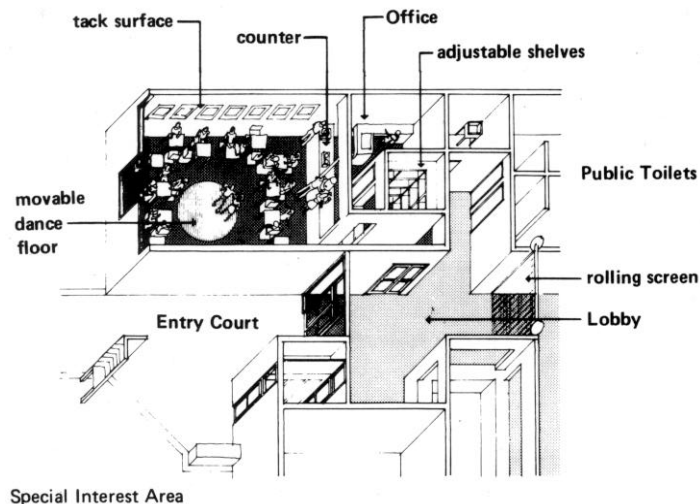 tack surface
counter
Office
adjustable shelves
Public Toilets
movable
dance
floor
rolling screen
Entry Court
Lobby
Special Interest Area